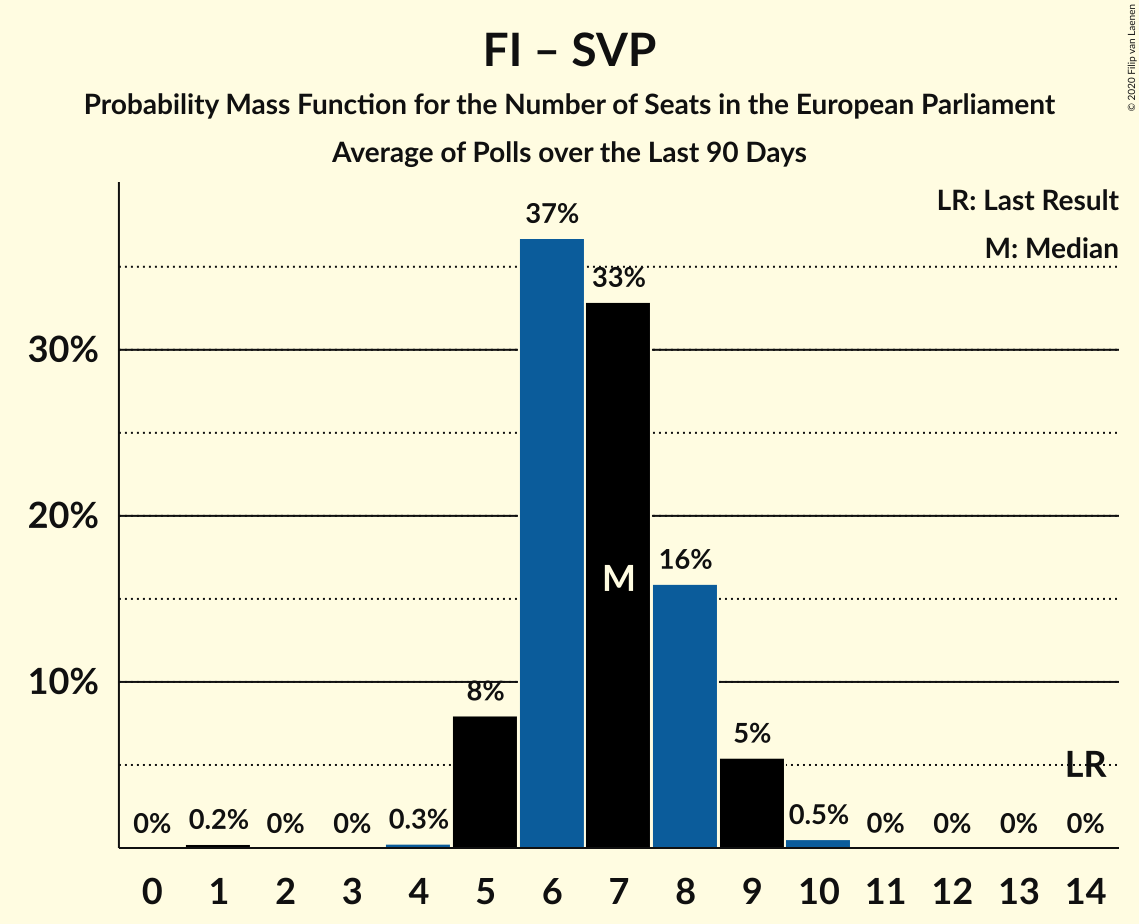 FI – SVP
Probability Mass Function for the Number of Seats in the European Parliament
Average of Polls over the Last 90 Days
© 2020 Filip van Laenen
LR: Last Result
M: Median
30%
20%
10%
0%
0.2%
0%
0%
0.3%
8%
37%
33%
M
16%
5%
0.5%
0%
0%
0%
0%
LR
0 1 2 3 4 5 6 7 8 9 10 11 12 13 14